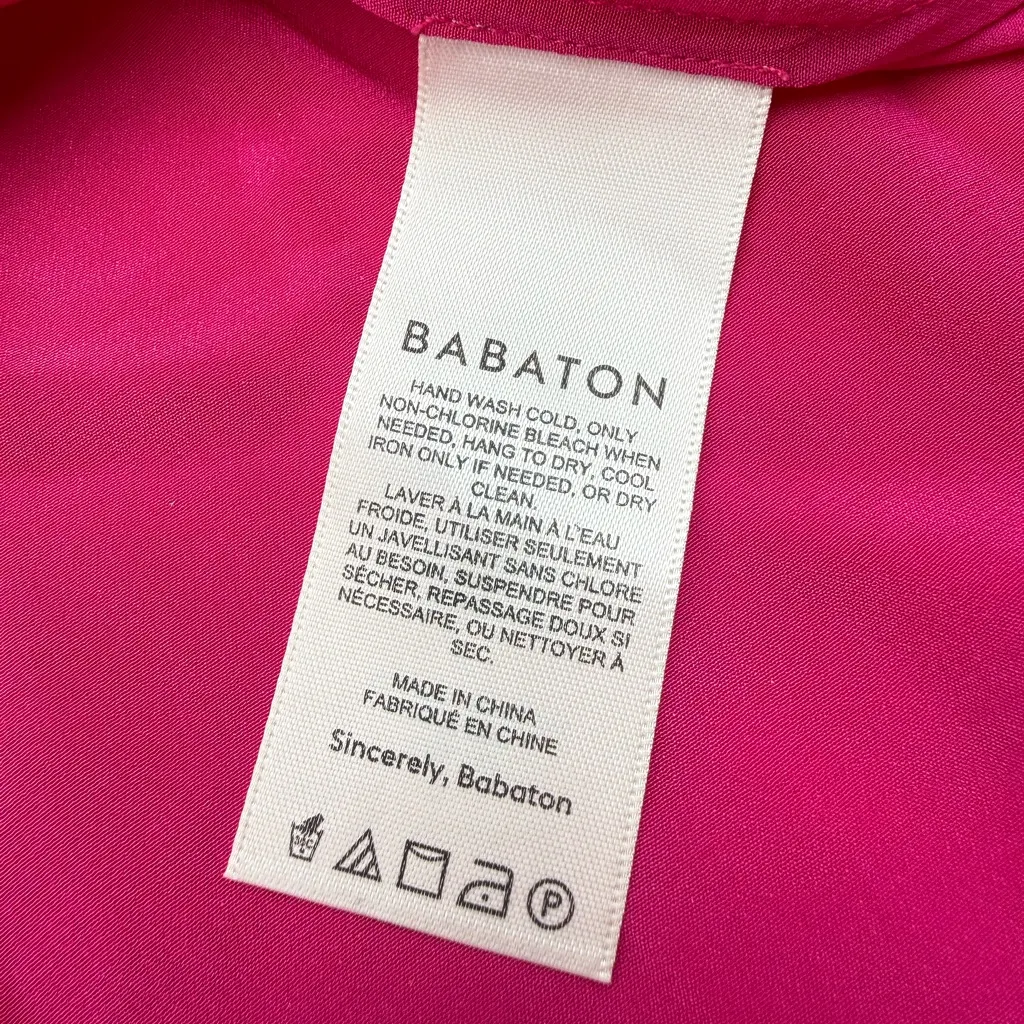 BABATON
HAND WASH COLD, ONLY
NON-CHLORINE BLEACH WHEN
NEEDED, HANG TO DRY, COOL
IRON ONLY IF NEEDED, OR DRY
CLEAN.
LAVER À LA MAIN À L'EAU
FROIDE, UTILISER SEULEMENT
UN JAVELLISANT SANS CHLORE
AU BESOIN, SUSPENDRE POUR
SÉCHER, REPASSAGE DOUX SI
NÉCESSAIRE, OU NETTOYER À
SEC.
MADE IN CHINA
FABRIQUÉ EN CHINE
Sincerely, Babaton
P